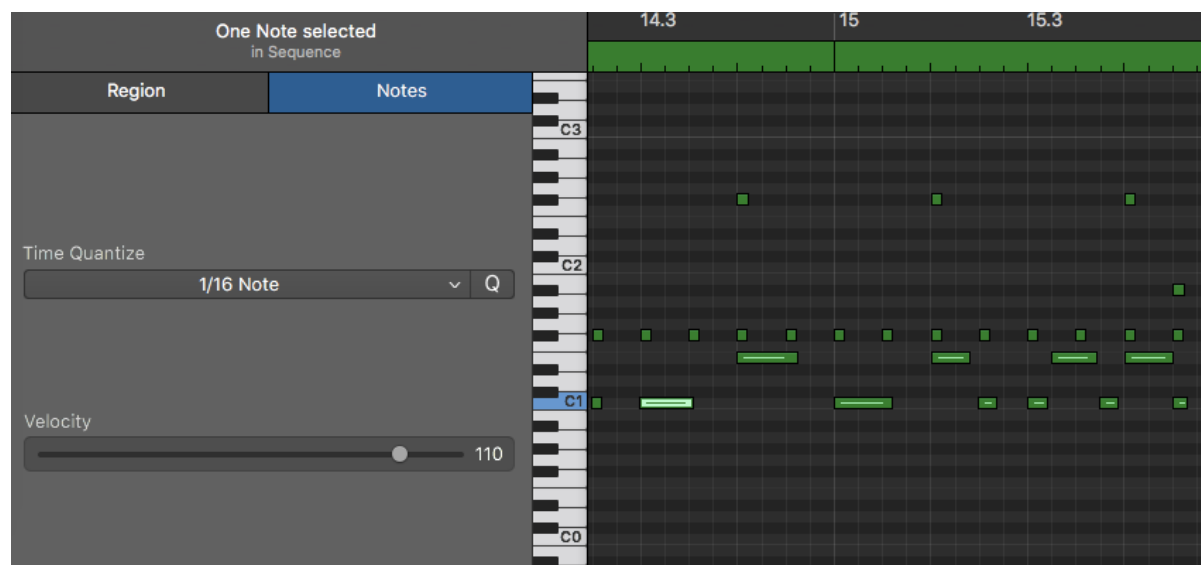 One Note selected
in Sequence
Region
Notes
Time Quantize
1/16 Note
Q
Velocity
110
14.3
15
15.3
C3
C2
C1
C0